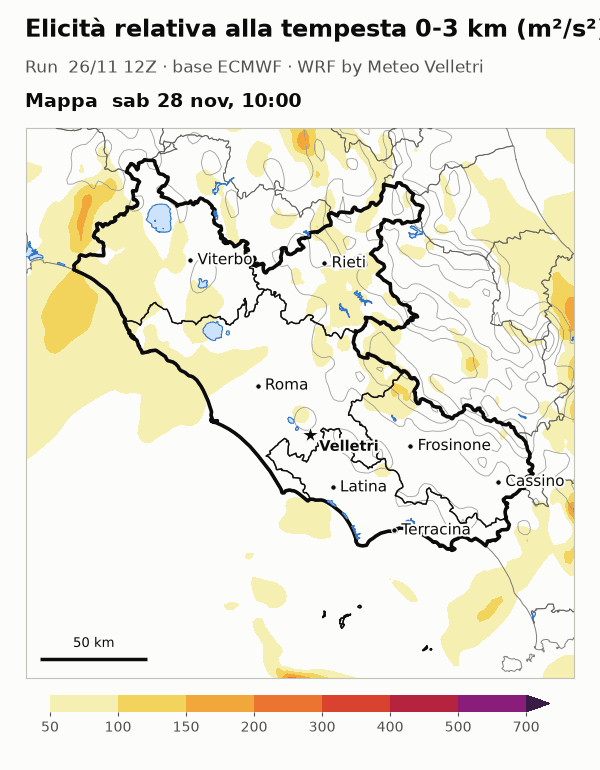 Elicità relativa alla tempesta 0-3 km (m²/s²)
Run 26/11 12Z · base ECMWF · WRF by Meteo Velletri
Mappa sab 28 nov, 10:00
Viterbo
Rieti
Roma
Velletri
Frosinone
Latina
Cassino
Terracina
50 km
50 100 150 200 300 400 500 700